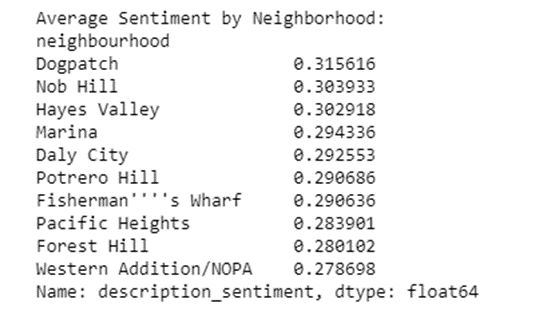 Average Sentiment by Neighborhood:
neighbourhood
Dogpatch 0.315616
Nob Hill 0.303933
Hayes Valley 0.302918
Marina 0.294336
Daly City 0.292553
Potrero Hill 0.290686
Fisherman''''s Wharf 0.290636
Pacific Heights 0.283901
Forest Hill 0.280102
Western Addition/NOPA 0.278698
Name: description_sentiment, dtype: float64